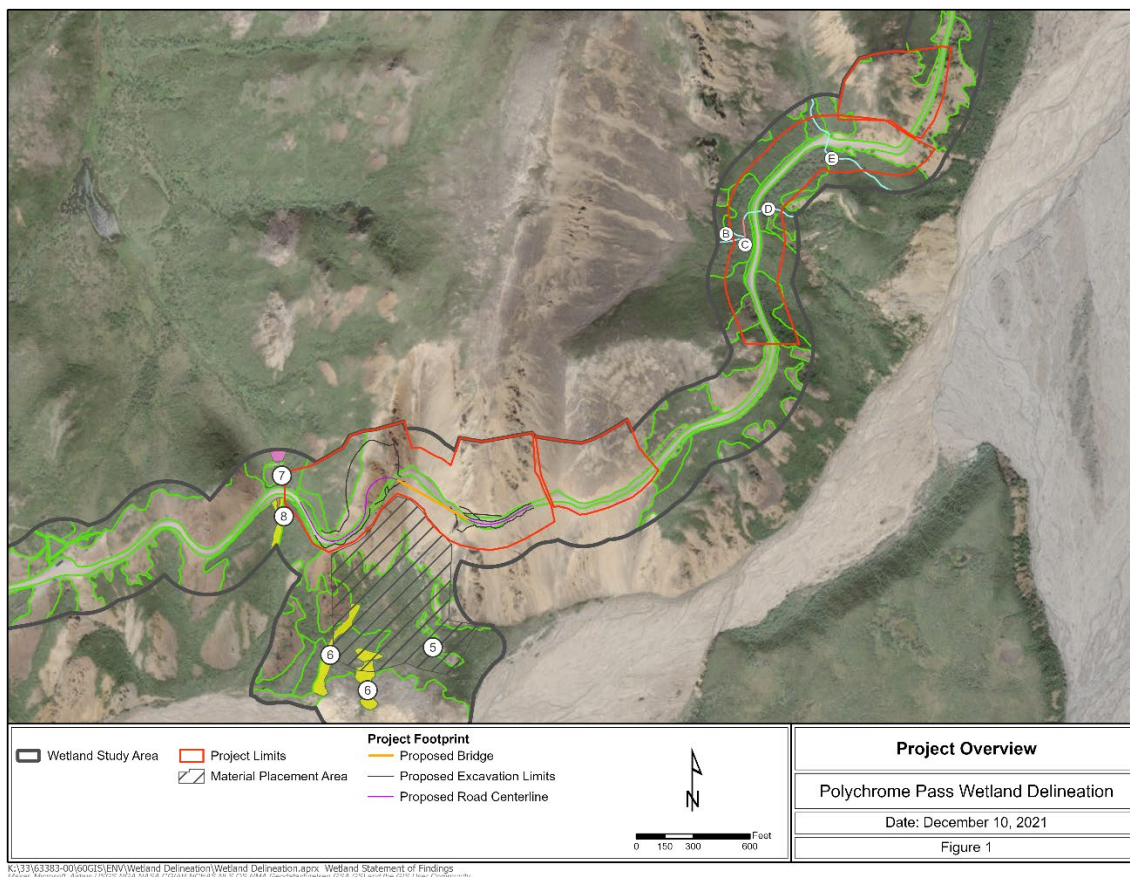 E
D
B
C
7
8
6
5
6
Project Footprint
Wetland Study Area
Project Limits
Proposed Bridge
Material Placement Area
Proposed Excavation Limits
Proposed Road Centerline
N
Feet
0 150 300 600
Project Overview
Polychrome Pass Wetland Delineation
Date: December 10, 2021
Figure 1
K:\33\63383-00\60GIS\ENV\Wetland Delineation\Wetland Delineation.aprx Wetland Statement of Findings